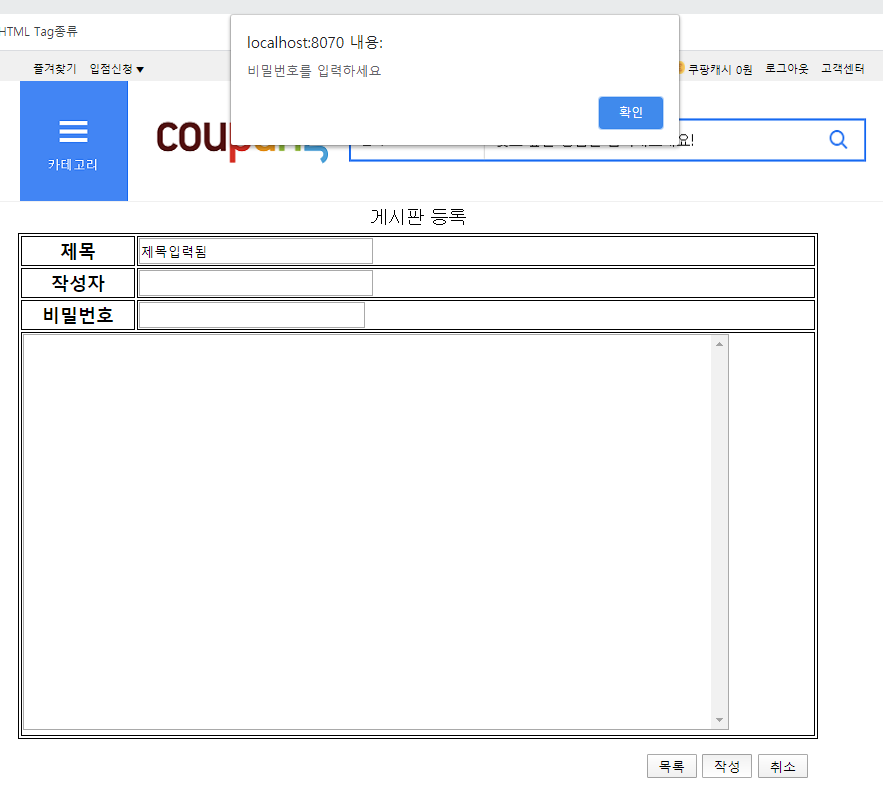 HTML Tag종류
localhost:8070 내용:
비밀번호를 입력하세요
확인
즐겨찾기 입점신청▼ 쿠팡캐시 0원 로그아웃 고객센터
카테고리
coupang
게시판 등록
제목 제목입력됨
작성자
비밀번호
목록 작성 취소